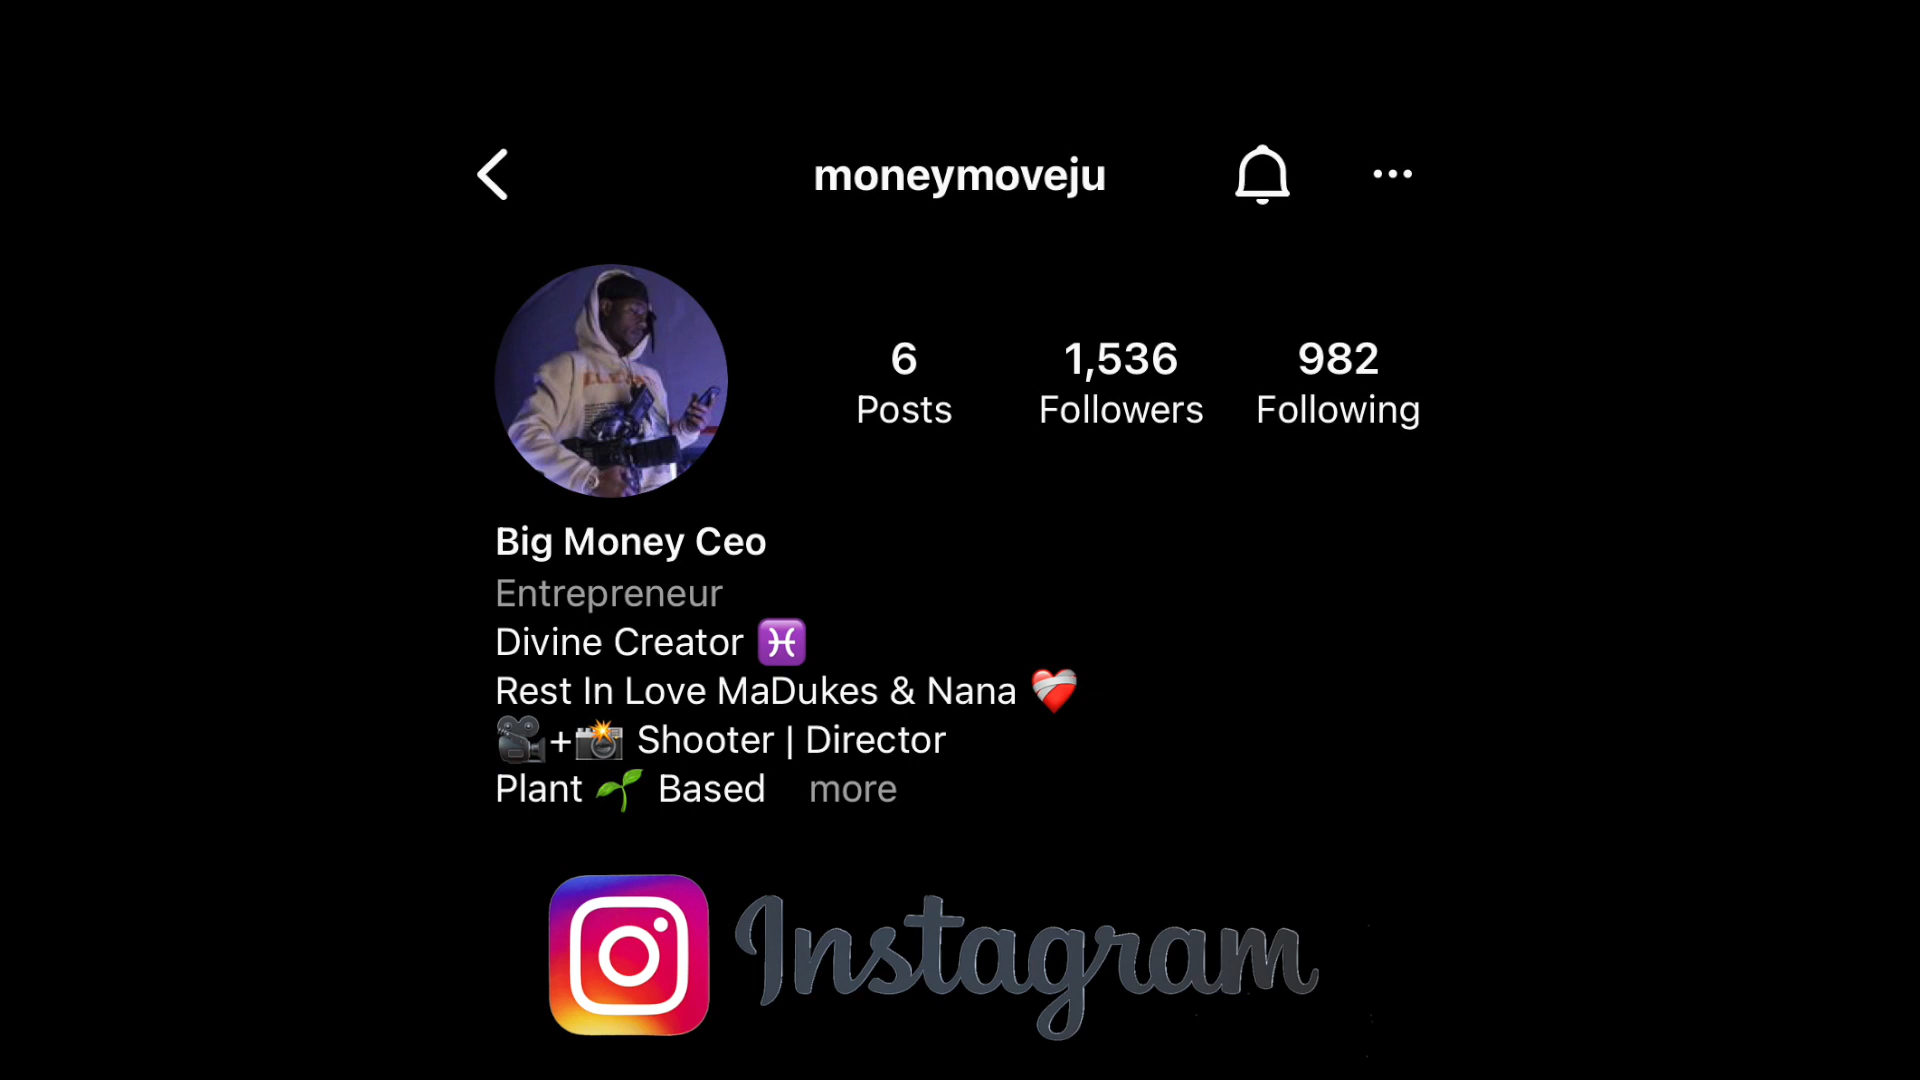 moneymoveju
6 1,536 982
Posts Followers Following
Big Money Ceo
Entrepreneur
Divine Creator ♓
Rest In Love MaDukes & Nana ❤️‍🩹
🎥+📸 Shooter | Director
Plant 🌱 Based more
Instagram